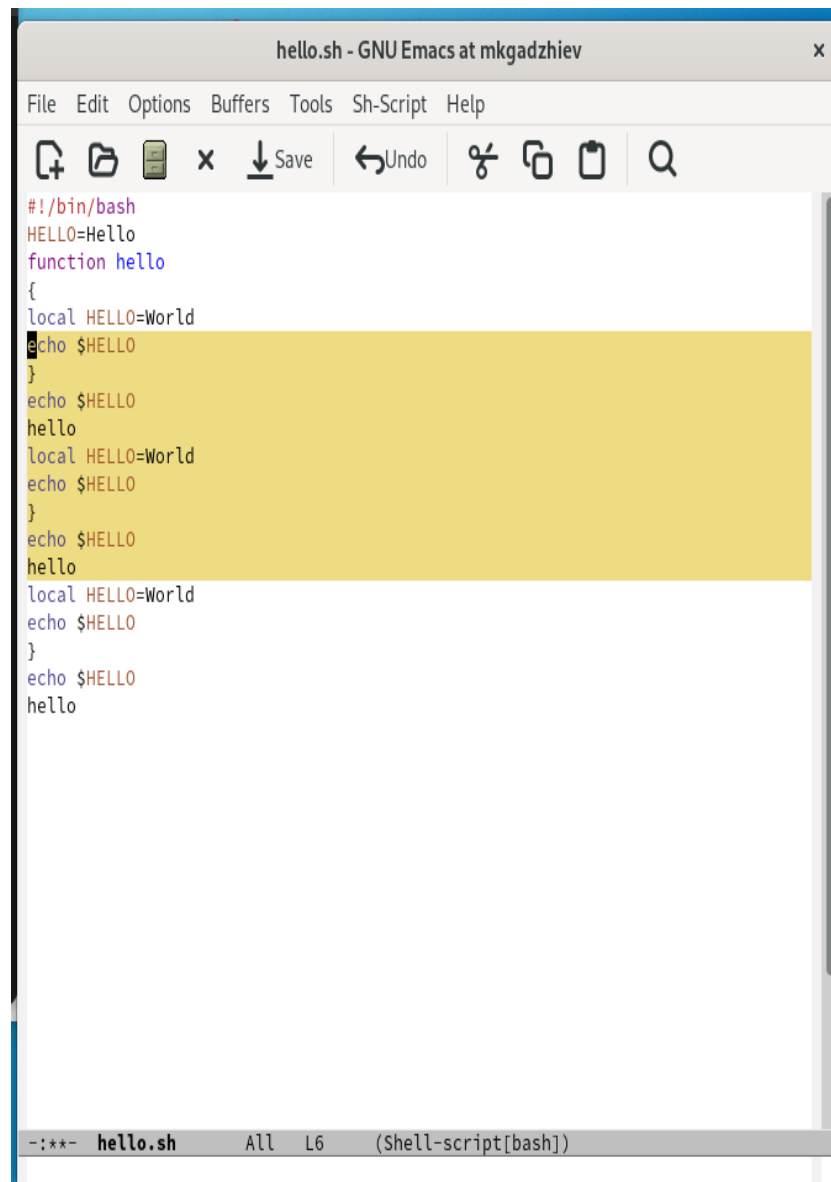 hello.sh - GNU Emacs at mkgadzhiev
File Edit Options Buffers Tools Sh-Script Help
Save Undo
#!/bin/bash
HELLO=Hello
function hello
{
local HELLO=World
echo $HELLO
}
echo $HELLO
hello
local HELLO=World
echo $HELLO
}
echo $HELLO
hello
local HELLO=World
echo $HELLO
}
echo $HELLO
hello
-:**- hello.sh All L6 (Shell-script[bash])